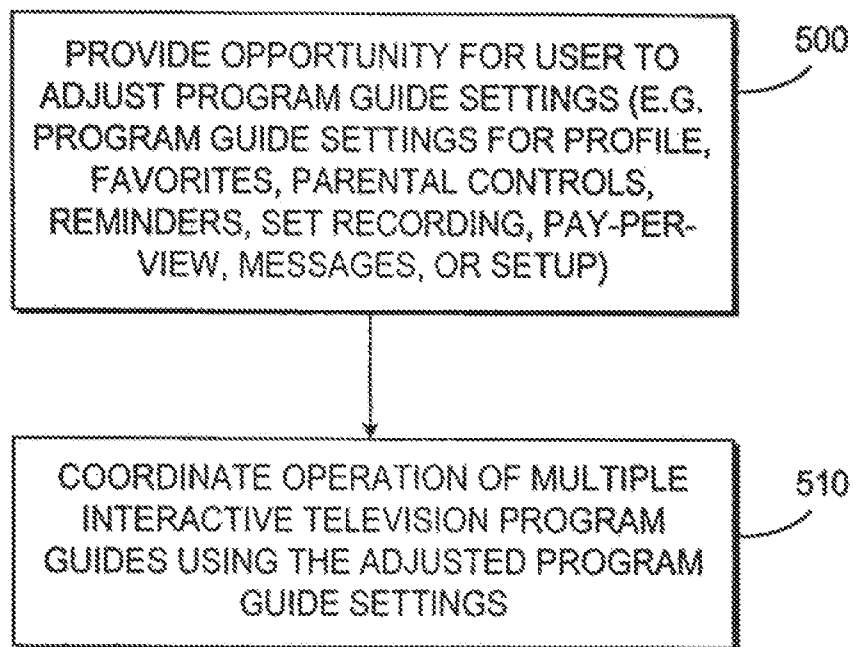 PROVIDE OPPORTUNITY FOR USER TO
ADJUST PROGRAM GUIDE SETTINGS (E.G.
PROGRAM GUIDE SETTINGS FOR PROFILE,
FAVORITES, PARENTAL CONTROLS,
REMINDERS, SET RECORDING, PAY-PER-
VIEW, MESSAGES, OR SETUP)
500
COORDINATE OPERATION OF MULTIPLE
INTERACTIVE TELEVISION PROGRAM
GUIDES USING THE ADJUSTED PROGRAM
GUIDE SETTINGS
510